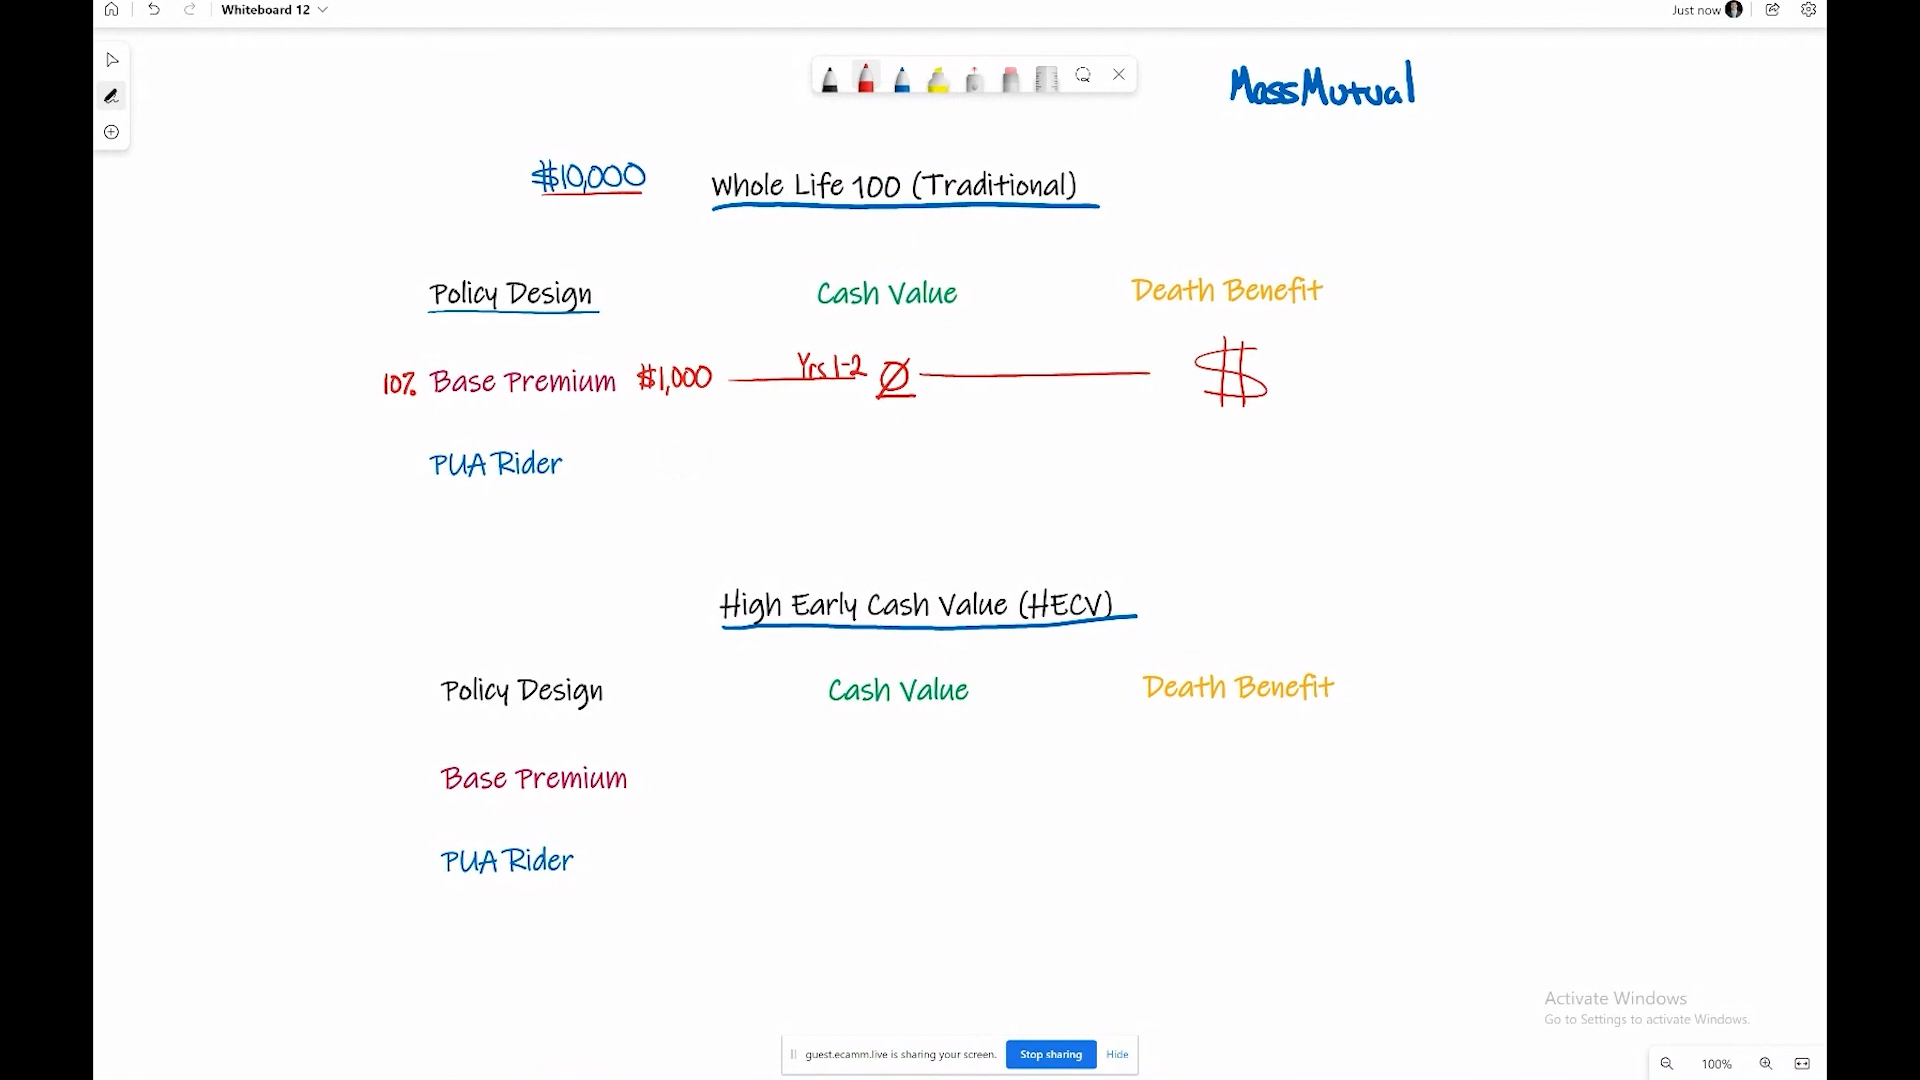 Whiteboard 12
Just now
MassMutual
$10,000
Whole Life 100 (Traditional)
Policy Design Cash Value Death Benefit
10% Base Premium $1,000 Yrs 1-2 Ø $
PUA Rider
High Early Cash Value (HECV)
Policy Design Cash Value Death Benefit
Base Premium
PUA Rider
Activate Windows
Go to Settings to activate Windows.
guest.ecamm.live is sharing your screen. Stop sharing Hide
100%